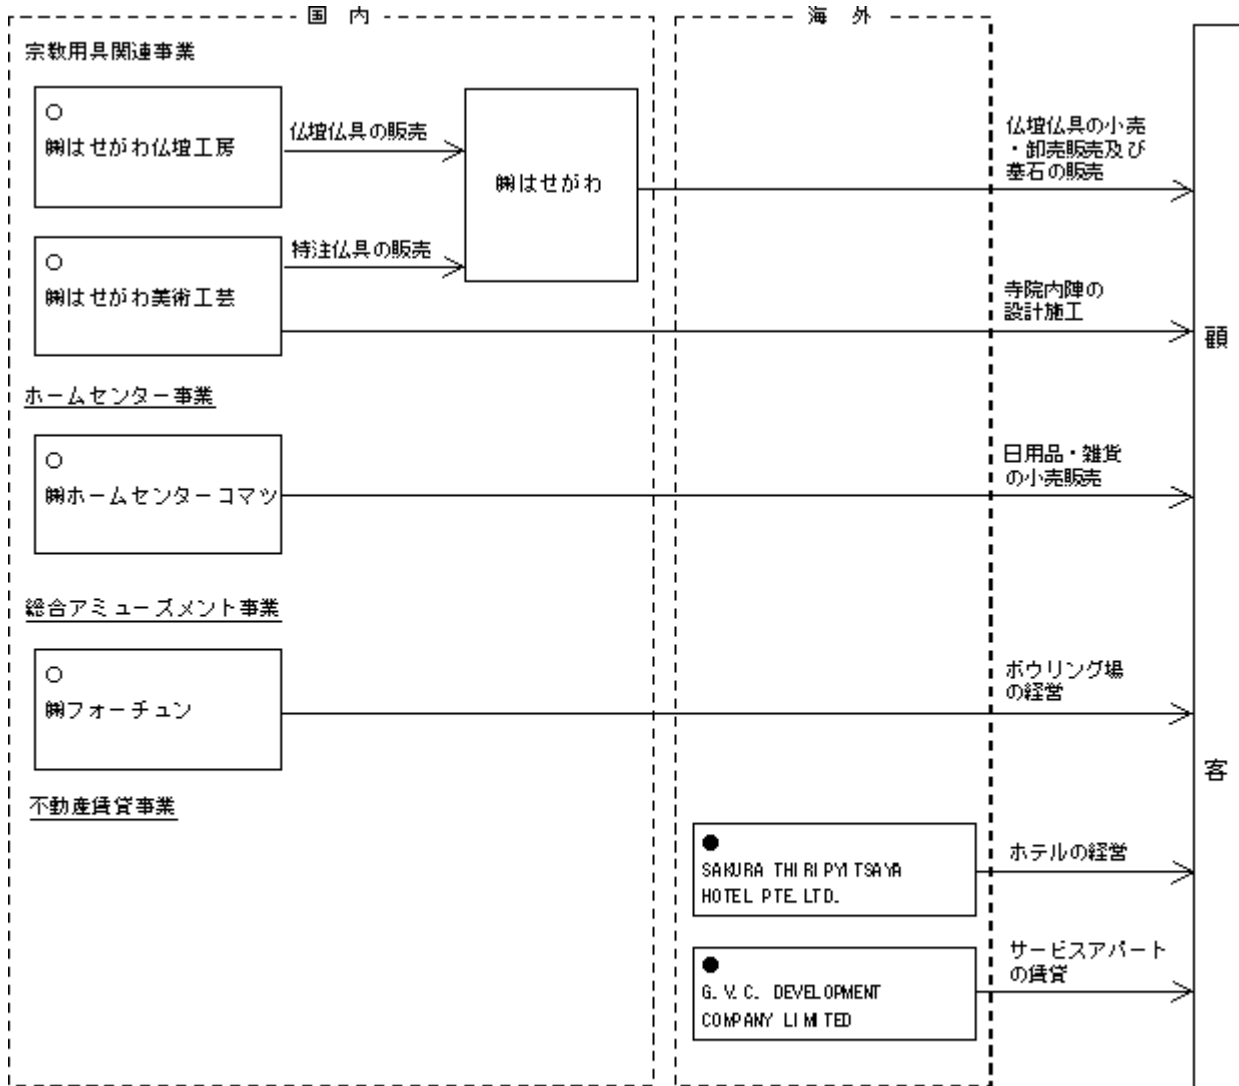 国 内
海 外
宗教用具関連事業
○
㈱はせがわ仏壇工房
仏壇仏具の販売
㈱はせがわ
仏壇仏具の小売
・卸売販売及び
墓石の販売
○
㈱はせがわ美術工芸
特注仏具の販売
寺院内陣の
設計施工
顧
ホームセンター事業
○
㈱ホームセンターコマツ
日用品・雑貨
の小売販売
総合アミューズメント事業
○
㈱フォーチュン
ボウリング場
の経営
客
不動産賃貸事業
●
SAKURA THIRIPYITSAYA
HOTEL PTE.LTD.
ホテルの経営
●
G.V.C. DEVELOPMENT
COMPANY LIMITED
サービスアパート
の賃貸